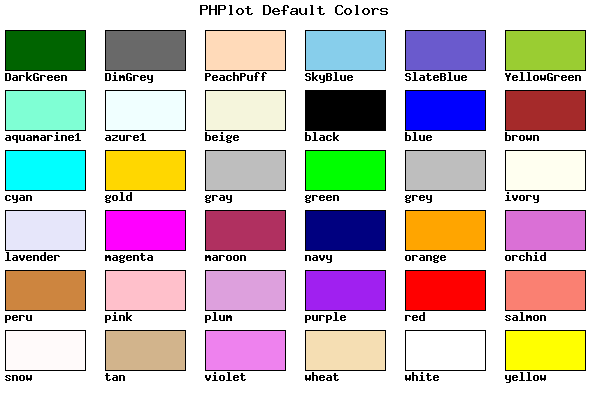 PHPlot Default Colors
DarkGreen DimGrey PeachPuff SkyBlue SlateBlue YellowGreen
aquamarine1 azure1 beige black blue brown
cyan gold gray green grey ivory
lavender magenta maroon navy orange orchid
peru pink plum purple red salmon
snow tan violet wheat white yellow